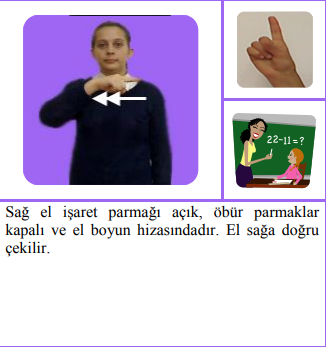 22-11=?
Sağ el işaret parmağı açık, öbür parmaklar
kapalı ve el boyun hizasındadır. El sağa doğru
çekilir.